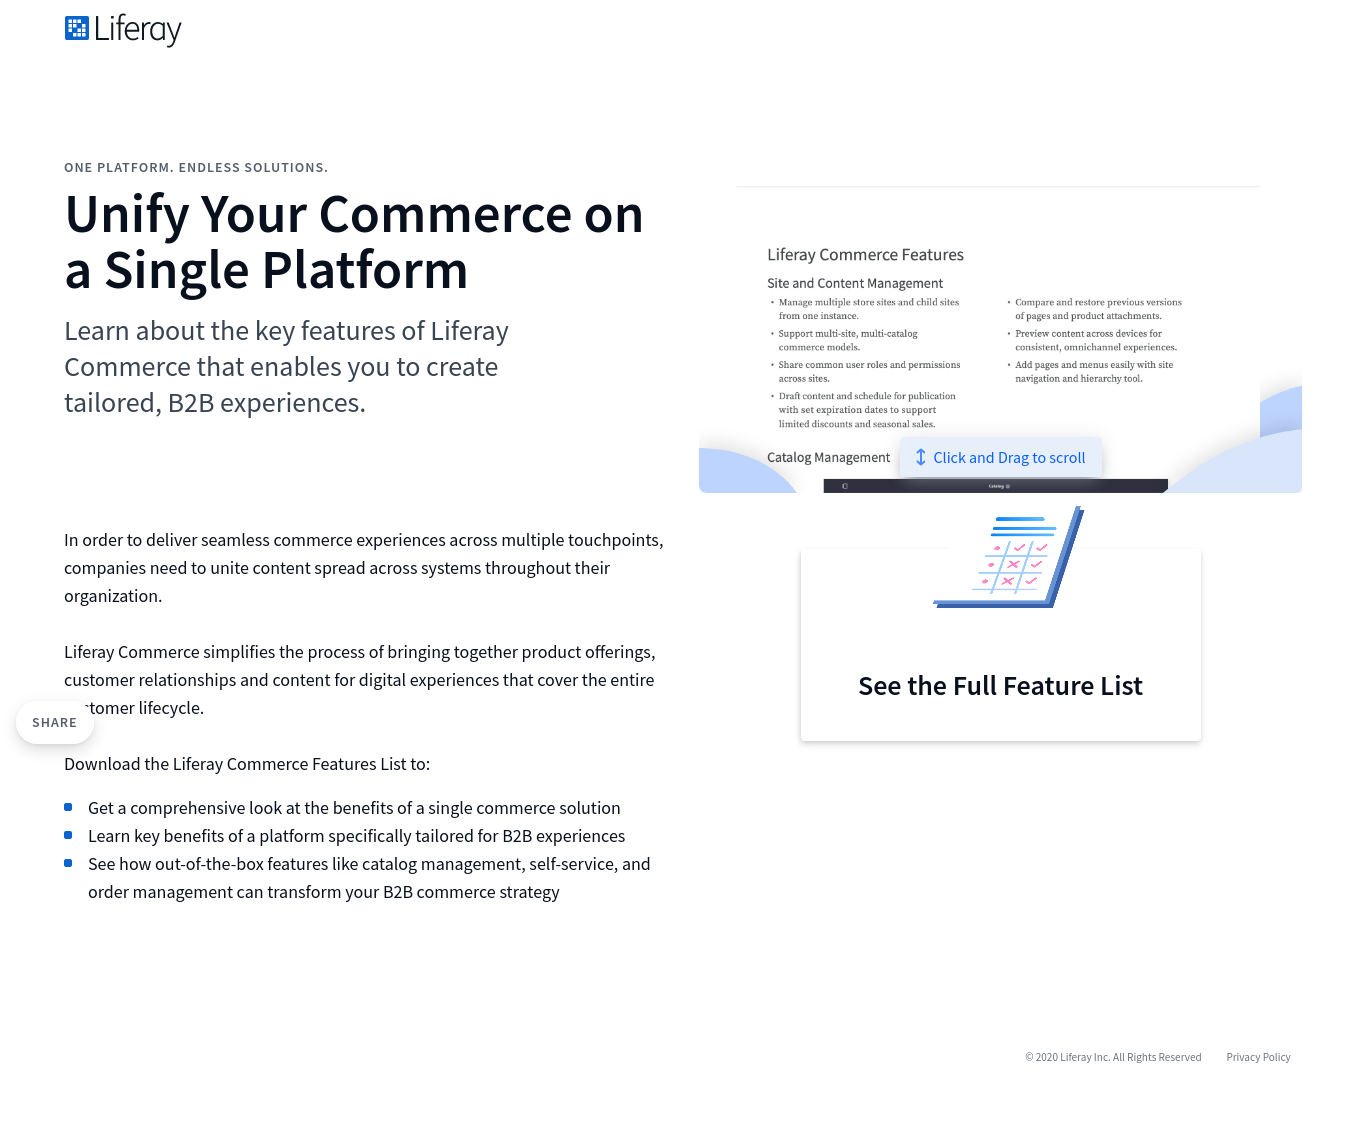 Liferay
ONE PLATFORM. ENDLESS SOLUTIONS.
Unify Your Commerce on
a Single Platform
Learn about the key features of Liferay
Commerce that enables you to create
tailored, B2B experiences.
Liferay Commerce Features
Site and Content Management
• Manage multiple store sites and child sites
from one instance.
• Support multi-site, multi-catalog
commerce models.
• Share common user roles and permissions
across sites.
• Draft content and schedule for publication
with set expiration dates to support
limited discounts and seasonal sales.
• Compare and restore previous versions
of pages and product attachments.
• Preview content across devices for
consistent, omnichannel experiences.
• Add pages and menus easily with site
navigation and hierarchy tool.
Catalog Management
Click and Drag to scroll
Catalog
In order to deliver seamless commerce experiences across multiple touchpoints,
companies need to unite content spread across systems throughout their
organization.
Liferay Commerce simplifies the process of bringing together product offerings,
customer relationships and content for digital experiences that cover the entire
customer lifecycle.
SHARE
Download the Liferay Commerce Features List to:
Get a comprehensive look at the benefits of a single commerce solution
Learn key benefits of a platform specifically tailored for B2B experiences
See how out-of-the-box features like catalog management, self-service, and
order management can transform your B2B commerce strategy
See the Full Feature List
© 2020 Liferay Inc. All Rights Reserved
Privacy Policy